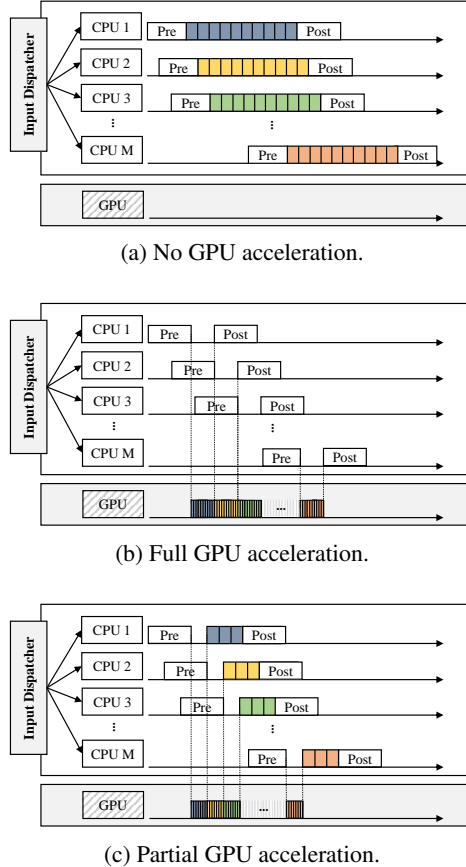 Input Dispatcher
CPU 1
Pre
Post
CPU 2
Pre
Post
CPU 3
Pre
Post
⋮
⋮
CPU M
Pre
Post
GPU
(a) No GPU acceleration.
Input Dispatcher
CPU 1
Pre
Post
CPU 2
Pre
Post
CPU 3
Pre
Post
⋮
⋮
CPU M
Pre
Post
GPU
...
(b) Full GPU acceleration.
Input Dispatcher
CPU 1
Pre
Post
CPU 2
Pre
Post
CPU 3
Pre
Post
⋮
⋮
CPU M
Pre
Post
GPU
...
(c) Partial GPU acceleration.